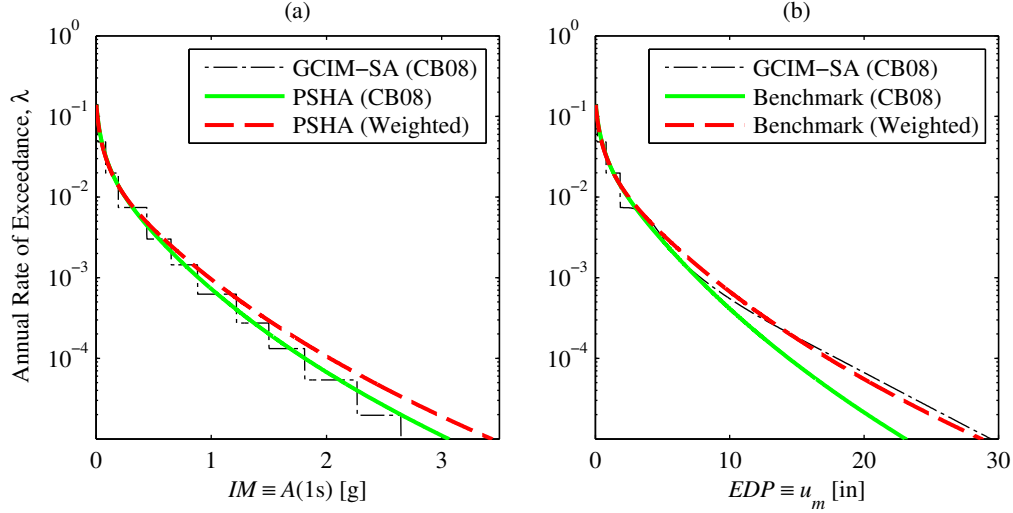 (a)
Annual Rate of Exceedance, λ
10^0
10^-1
10^-2
10^-3
10^-4
GCIM−SA (CB08)
PSHA (CB08)
PSHA (Weighted)
0 1 2 3
IM ≡ A(1s) [g]
(b)
10^0
10^-1
10^-2
10^-3
10^-4
GCIM−SA (CB08)
Benchmark (CB08)
Benchmark (Weighted)
0 10 20 30
EDP ≡ u_m [in]